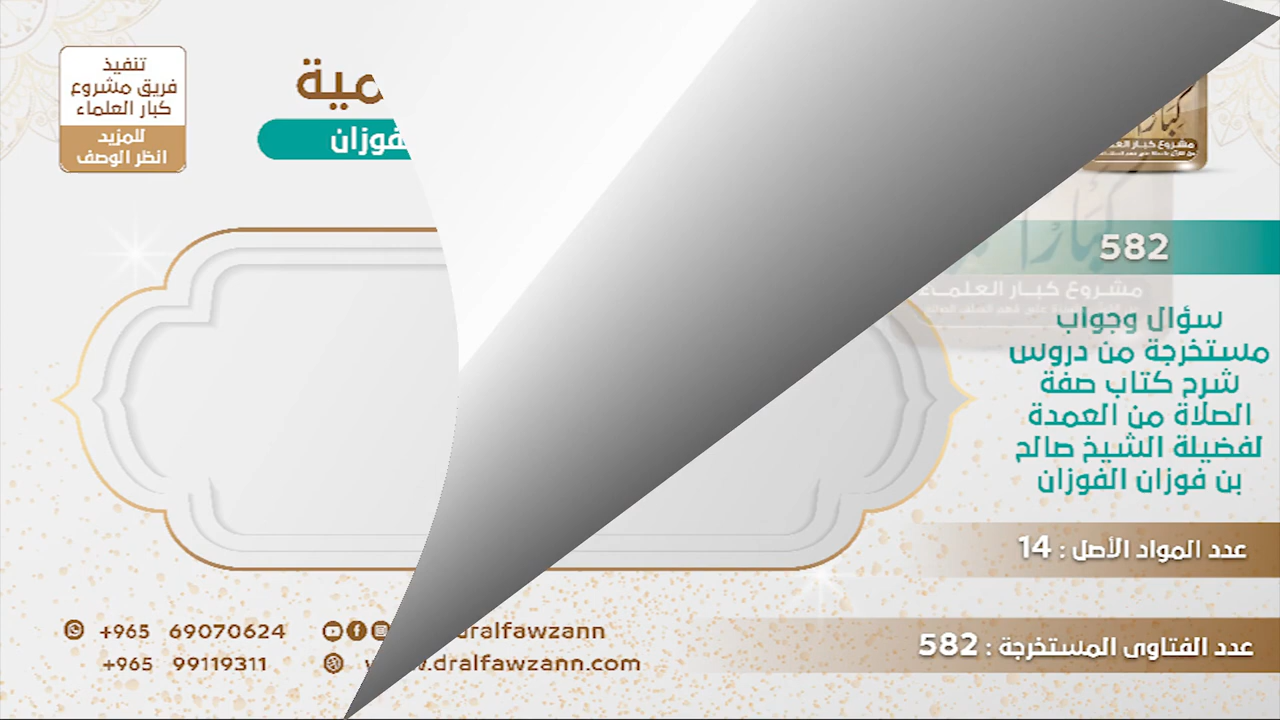 تنفيذ
فريق مشروع
كبار العلماء
للمزيد
انظر الوصف
مشروع كبار العلماء
582
سؤال وجواب
مستخرجة من دروس
شرح كتاب صفة
الصلاة من العمدة
لفضيلة الشيخ صالح
بن فوزان الفوزان
عدد المواد الأصل : 14
عدد الفتاوى المستخرجة : 582
+965 69070624
dralfawzann
+965 99119311
.dralfawzann.com